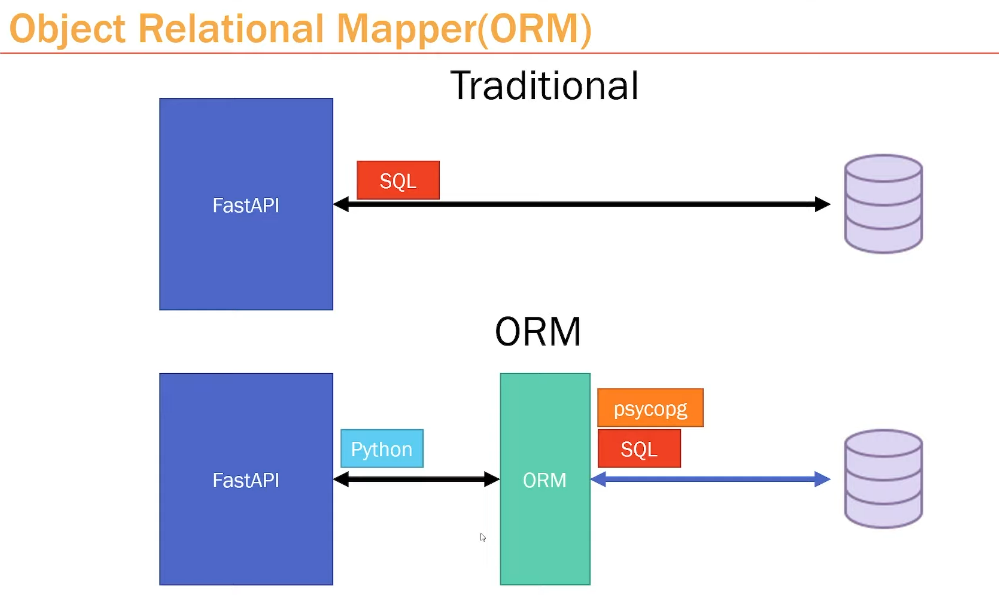 Object Relational Mapper(ORM)
Traditional
SQL
FastAPI
ORM
psycopg
Python
SQL
FastAPI
ORM